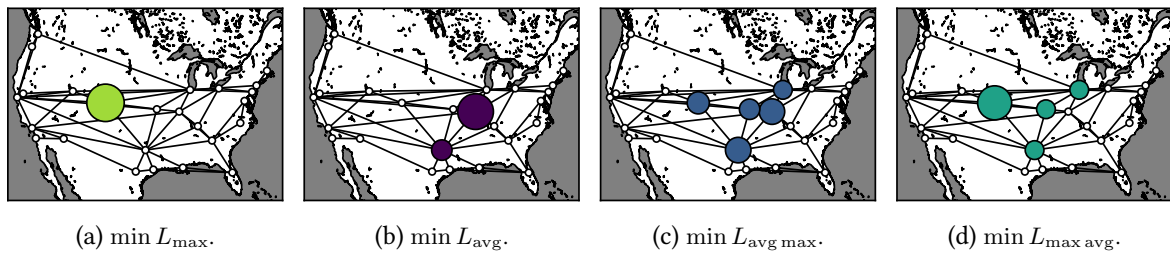 (a) min L_max.
(b) min L_avg.
(c) min L_avg max.
(d) min L_max avg.